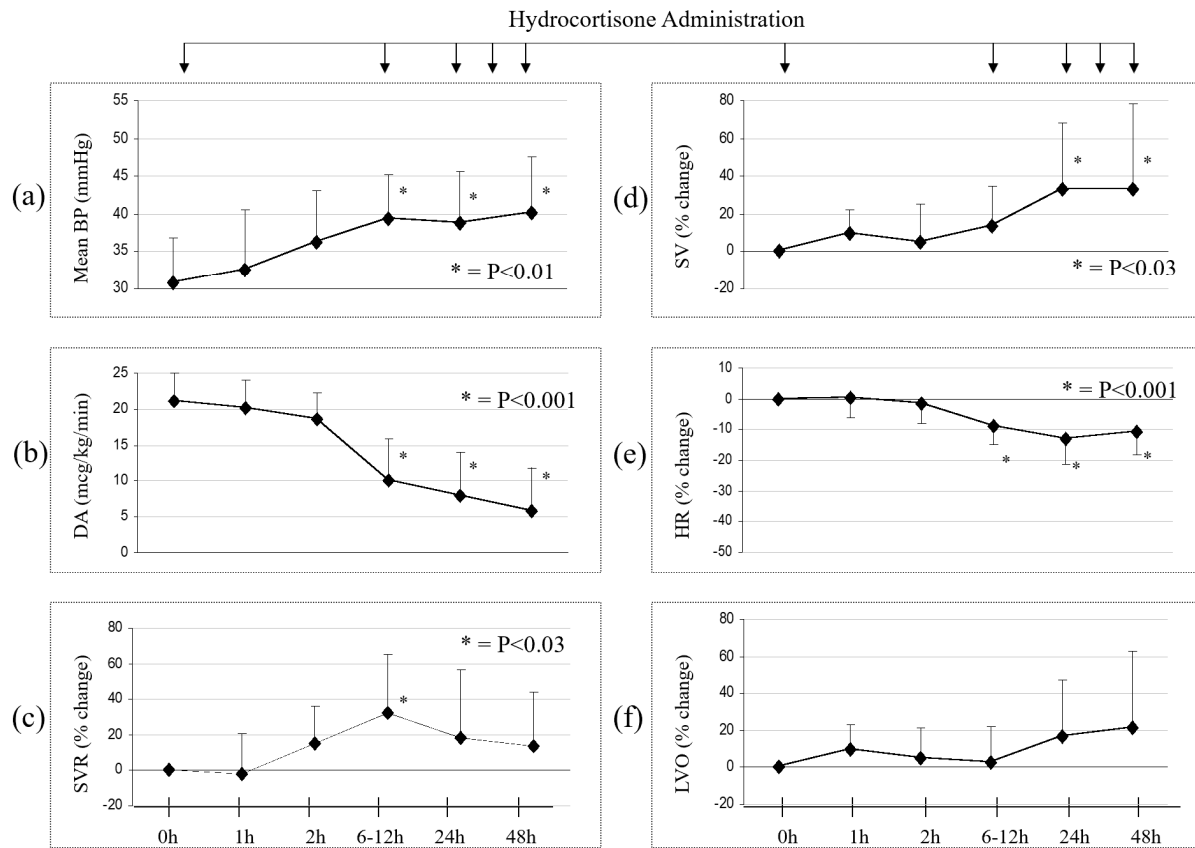 Hydrocortisone Administration
(a)
Mean BP (mmHg)
55
50
45
40
35
30
*
*
*
* = P<0.01
(d)
SV (% change)
80
60
40
20
0
-20
*
*
* = P<0.03
(b)
DA (mcg/kg/min)
25
20
15
10
5
0
* = P<0.001
*
*
*
(e)
HR (% change)
10
0
-10
-20
-30
-40
-50
* = P<0.001
*
*
*
(c)
SVR (% change)
80
60
40
20
0
-20
* = P<0.03
*
0h 1h 2h 6-12h 24h 48h
(f)
LVO (% change)
80
60
40
20
0
-20
0h 1h 2h 6-12h 24h 48h